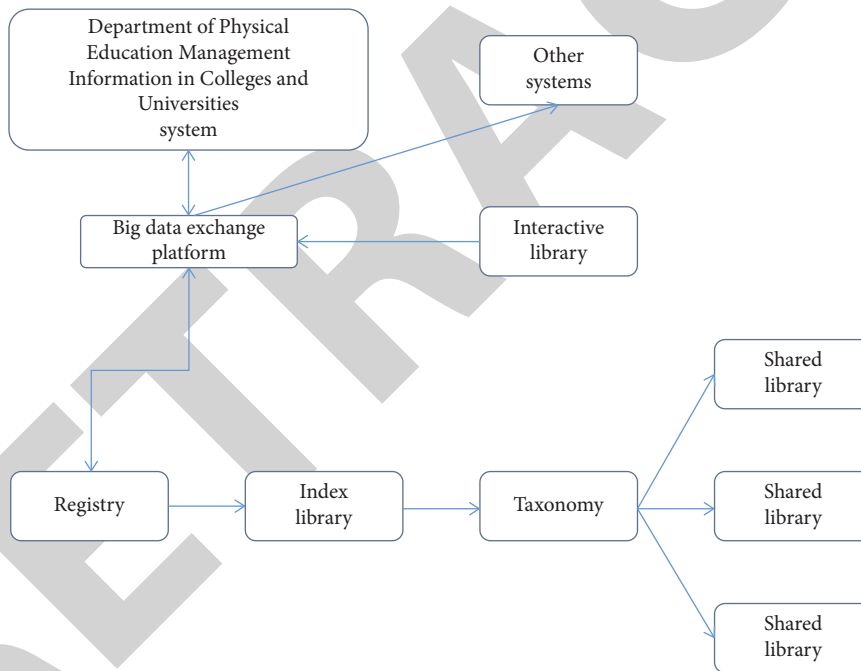 Department of Physical
Education Management
Information in Colleges and
Universities
system
Other
systems
Big data exchange
platform
Interactive
library
Shared
library
Registry
Index
library
Taxonomy
Shared
library
Shared
library